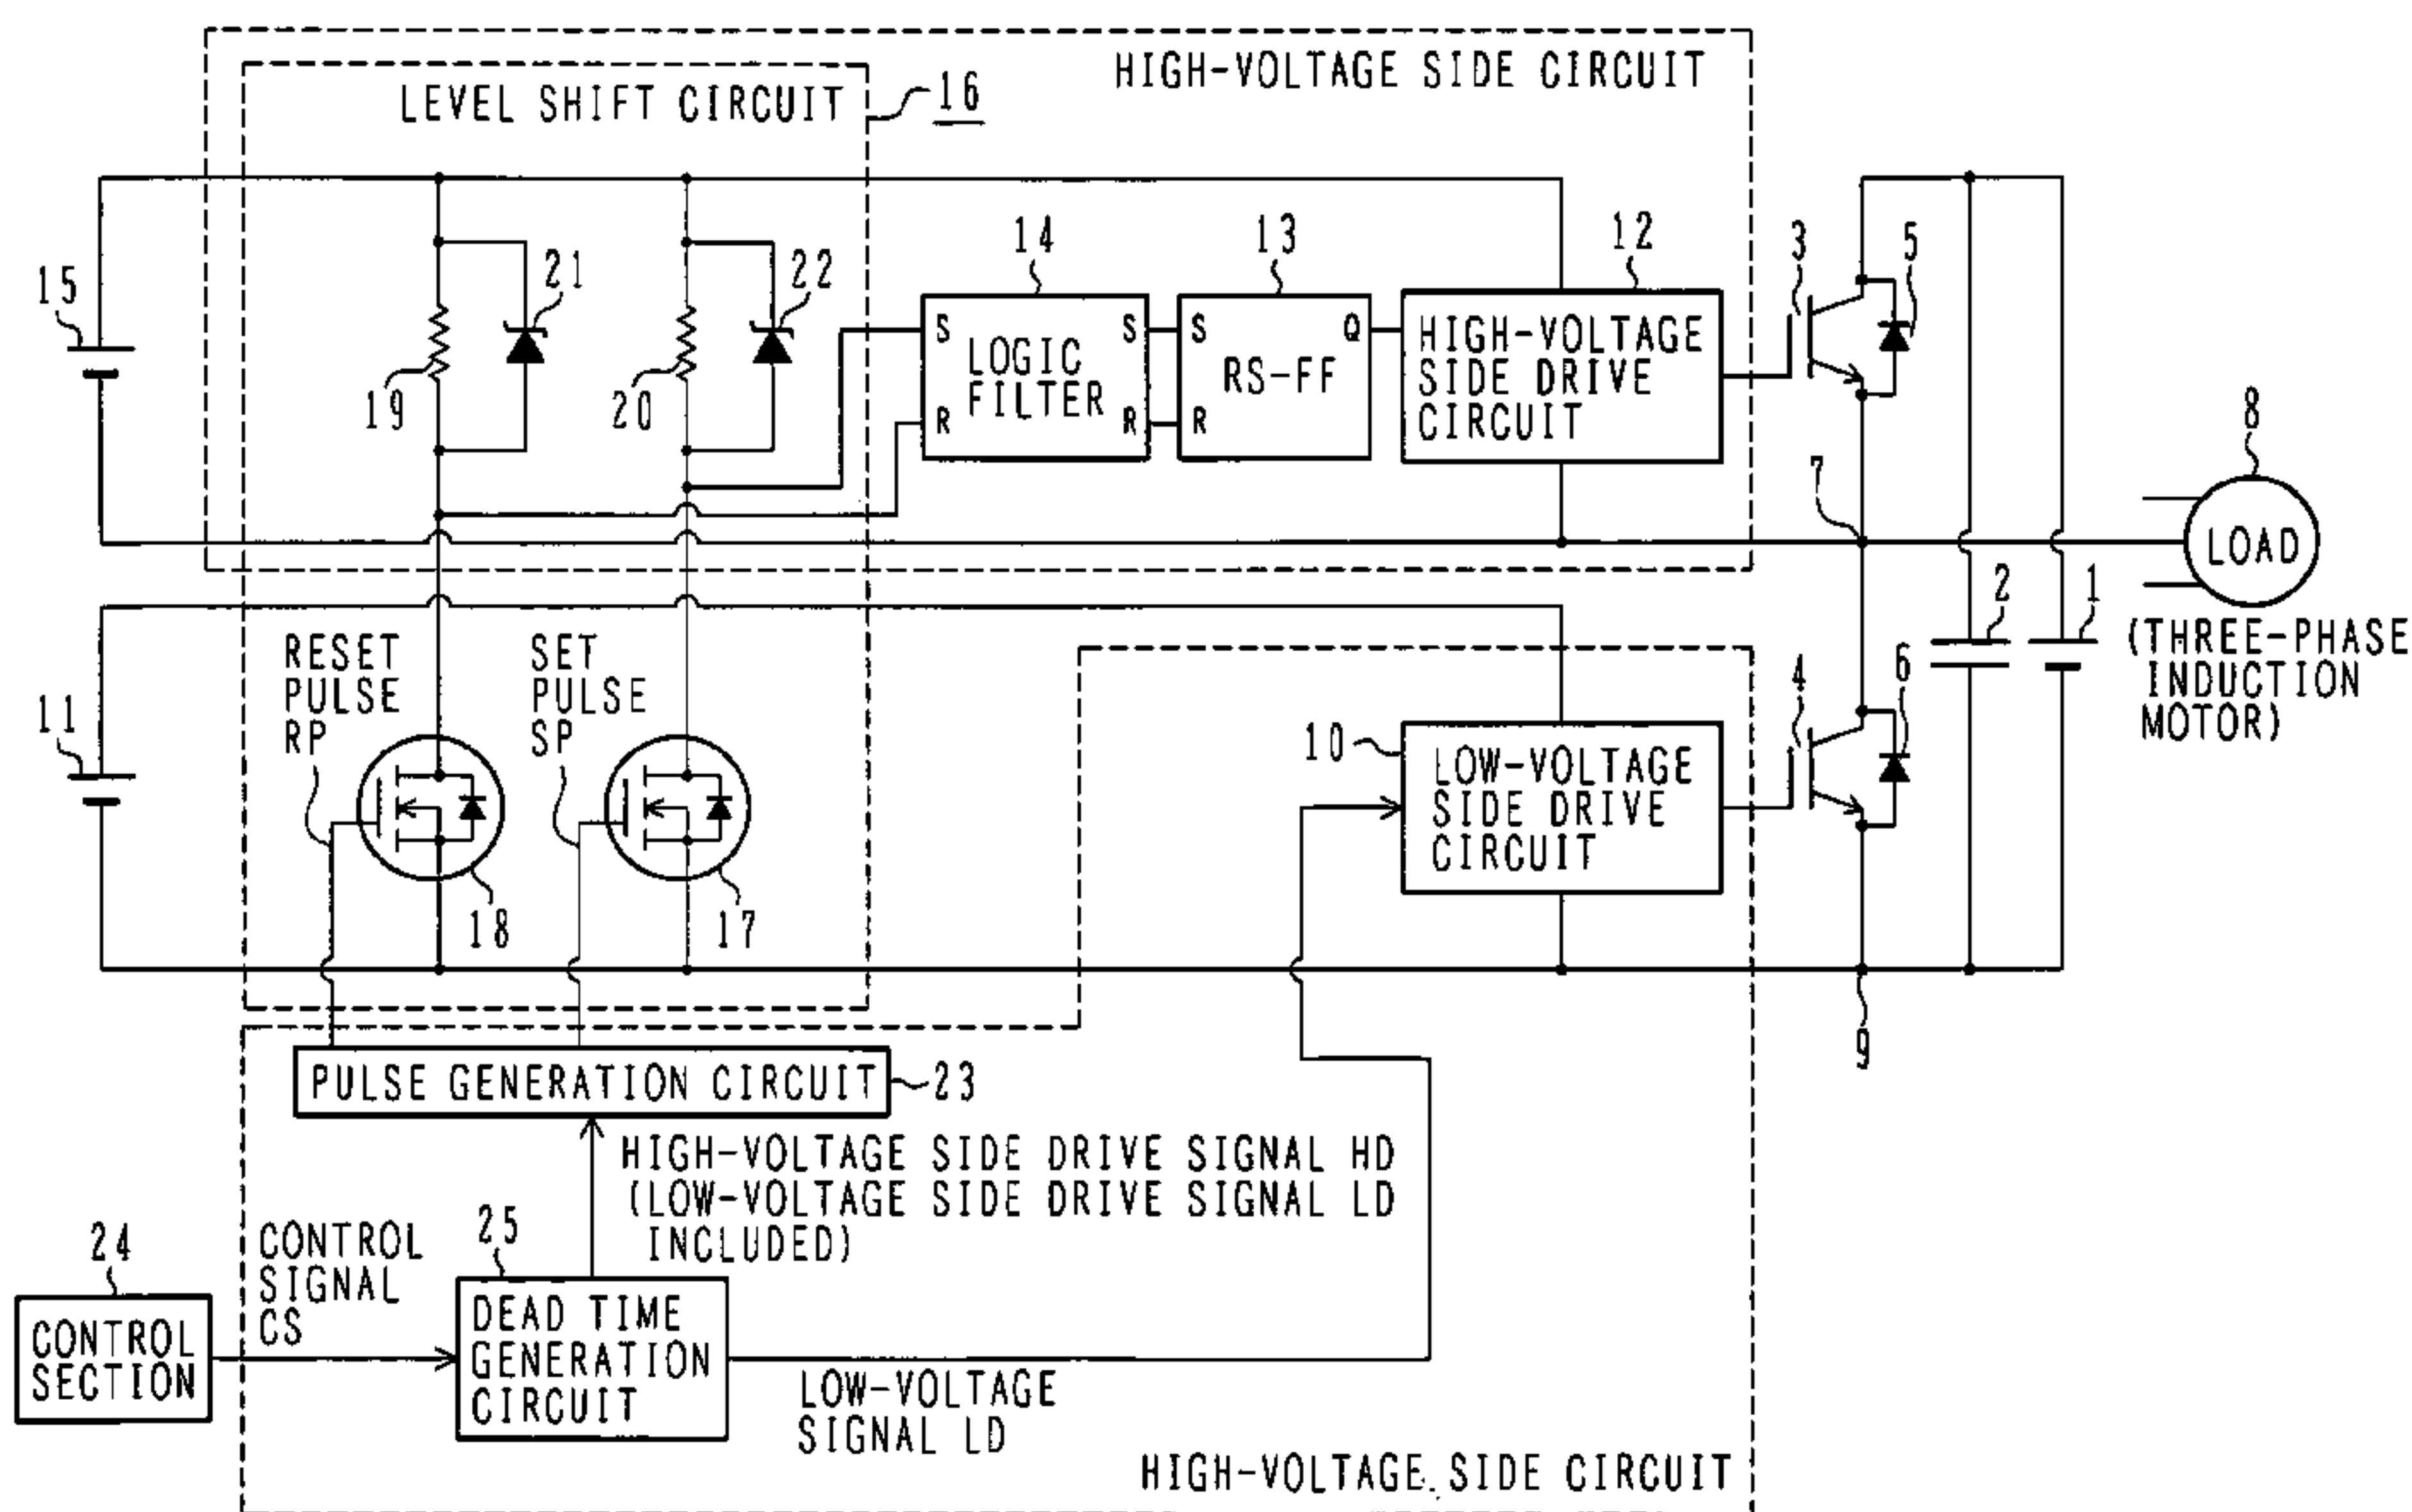 HIGH-VOLTAGE SIDE CIRCUIT
LEVEL SHIFT CIRCUIT
16
15
19
21
20
22
14
S
R
LOGIC
FILTER
S
R
13
S
R
RS-FF
Q
12
HIGH-VOLTAGE
SIDE DRIVE
CIRCUIT
3
5
7
8
LOAD
(THREE-PHASE
INDUCTION
MOTOR)
2
1
11
RESET
PULSE
RP
18
SET
PULSE
SP
17
10
LOW-VOLTAGE
SIDE DRIVE
CIRCUIT
4
6
9
PULSE GENERATION CIRCUIT
23
HIGH-VOLTAGE SIDE DRIVE SIGNAL HD
(LOW-VOLTAGE SIDE DRIVE SIGNAL LD
INCLUDED)
24
CONTROL
SECTION
CONTROL
SIGNAL
CS
25
DEAD TIME
GENERATION
CIRCUIT
LOW-VOLTAGE
SIGNAL LD
HIGH-VOLTAGE SIDE CIRCUIT